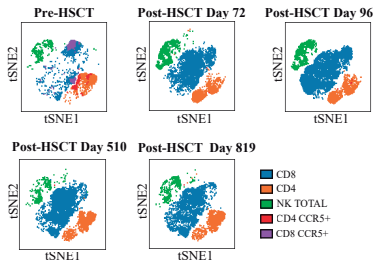 Pre-HSCT
Post-HSCT Day 72
Post-HSCT Day 96
tSNE2
tSNE1
tSNE2
tSNE1
tSNE2
tSNE1
Post-HSCT Day 510
Post-HSCT Day 819
tSNE2
tSNE1
tSNE2
tSNE1
CD8
CD4
NK TOTAL
CD4 CCR5+
CD8 CCR5+